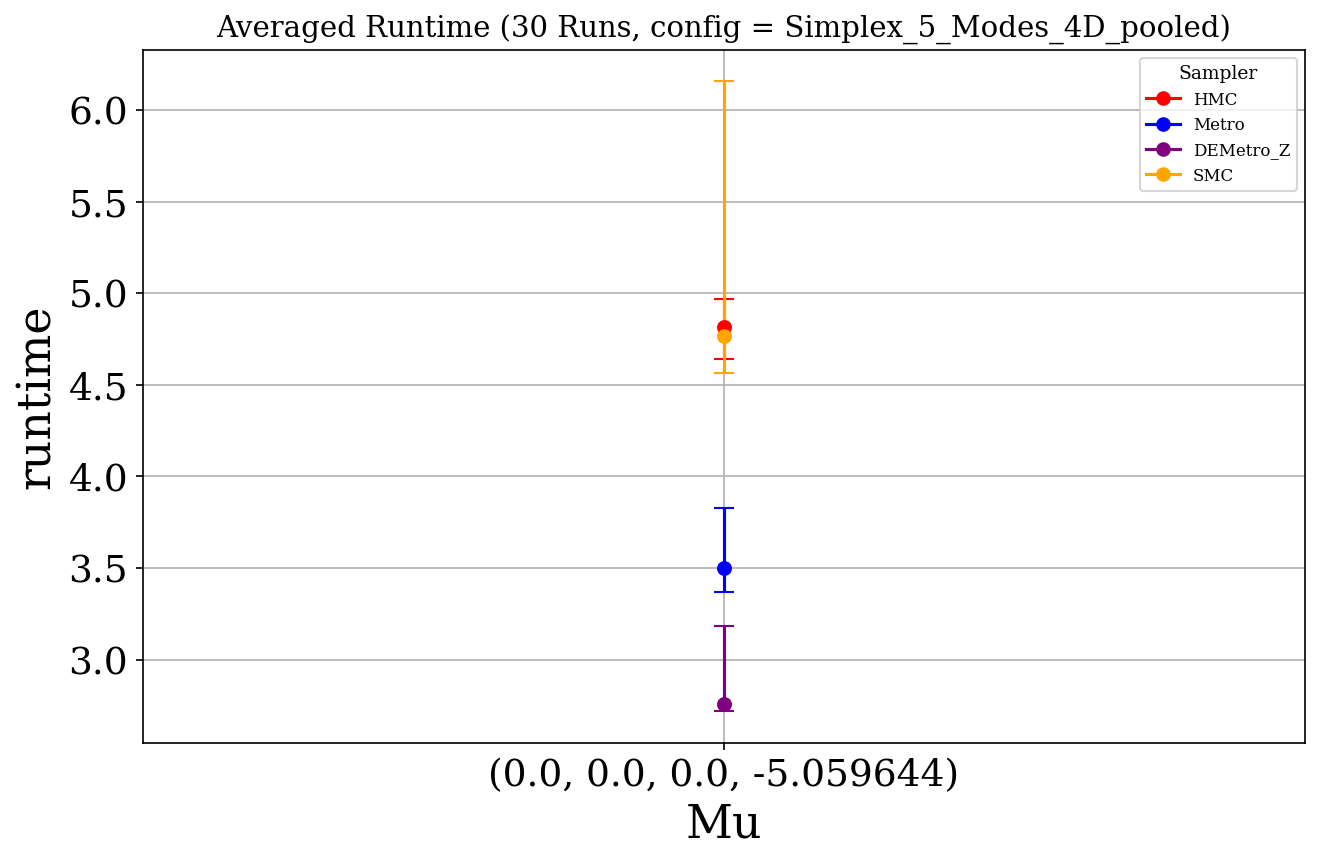 Averaged Runtime (30 Runs, config = Simplex_5_Modes_4D_pooled)
Sampler
HMC
Metro
DEMetro_Z
SMC
6.0
5.5
5.0
4.5
4.0
3.5
3.0
runtime
(0.0, 0.0, 0.0, -5.059644)
Mu